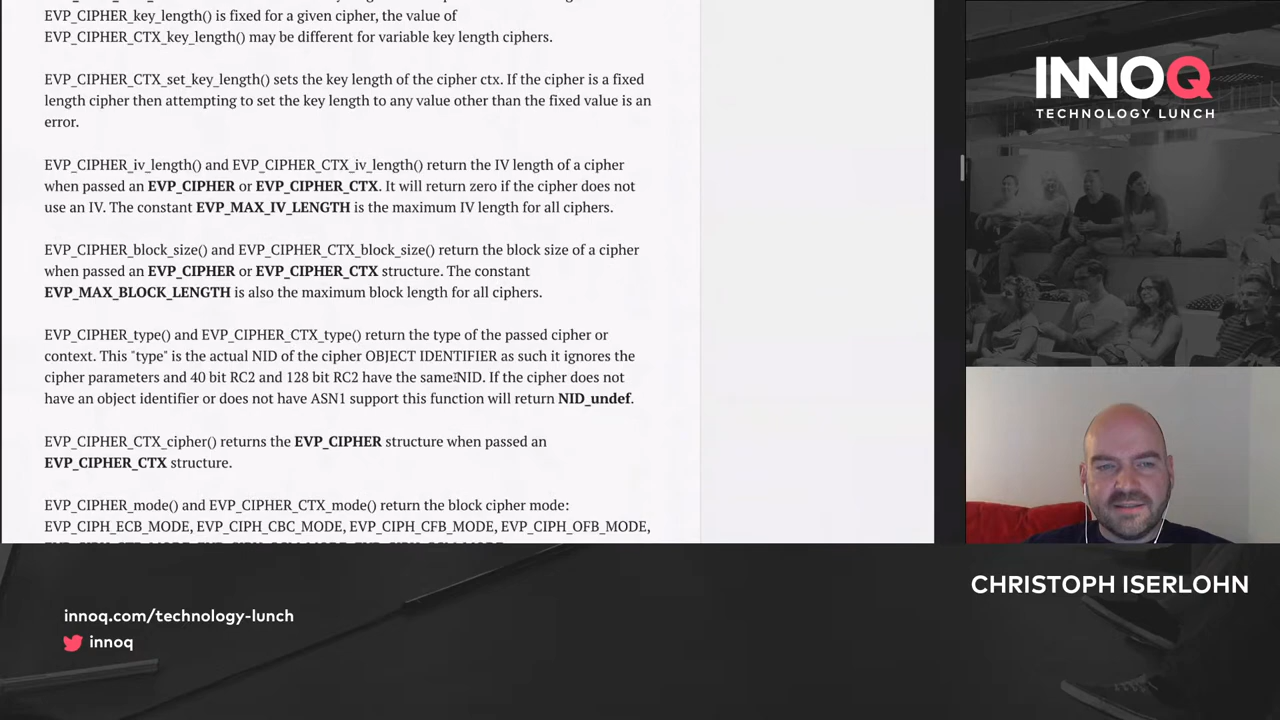 EVP_CIPHER_key_length() is fixed for a given cipher, the value of
EVP_CIPHER_CTX_key_length() may be different for variable key length ciphers.
EVP_CIPHER_CTX_set_key_length() sets the key length of the cipher ctx. If the cipher is a fixed
length cipher then attempting to set the key length to any value other than the fixed value is an
error.
EVP_CIPHER_iv_length() and EVP_CIPHER_CTX_iv_length() return the IV length of a cipher
when passed an EVP_CIPHER or EVP_CIPHER_CTX. It will return zero if the cipher does not
use an IV. The constant EVP_MAX_IV_LENGTH is the maximum IV length for all ciphers.
EVP_CIPHER_block_size() and EVP_CIPHER_CTX_block_size() return the block size of a cipher
when passed an EVP_CIPHER or EVP_CIPHER_CTX structure. The constant
EVP_MAX_BLOCK_LENGTH is also the maximum block length for all ciphers.
EVP_CIPHER_type() and EVP_CIPHER_CTX_type() return the type of the passed cipher or
context. This "type" is the actual NID of the cipher OBJECT IDENTIFIER as such it ignores the
cipher parameters and 40 bit RC2 and 128 bit RC2 have the same NID. If the cipher does not
have an object identifier or does not have ASN1 support this function will return NID_undef.
EVP_CIPHER_CTX_cipher() returns the EVP_CIPHER structure when passed an
EVP_CIPHER_CTX structure.
EVP_CIPHER_mode() and EVP_CIPHER_CTX_mode() return the block cipher mode:
EVP_CIPH_ECB_MODE, EVP_CIPH_CBC_MODE, EVP_CIPH_CFB_MODE, EVP_CIPH_OFB_MODE,
INNOQ
TECHNOLOGY LUNCH
CHRISTOPH ISERLOHN
innoq.com/technology-lunch
innoq